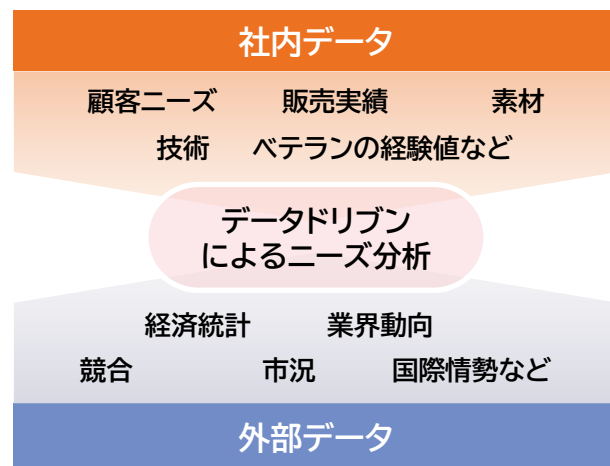 社内データ
顧客ニーズ 販売実績 素材
技術 ベテランの経験値など
データドリブン
によるニーズ分析
経済統計 業界動向
競合 市況 国際情勢など
外部データ